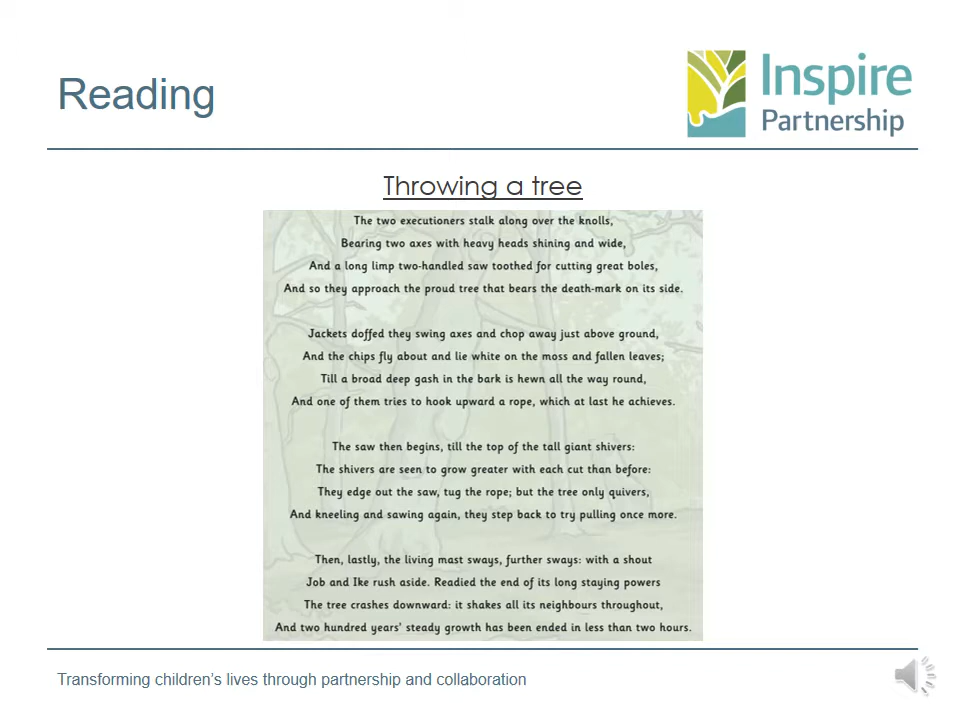 Reading
Inspire
Partnership
Throwing a tree
The two executioners stalk along over the knolls,
Bearing two axes with heavy heads shining and wide,
And a long limp two-handled saw toothed for cutting great boles,
And so they approach the proud tree that bears the death-mark on its side.
Jackets doffed they swing axes and chop away just above ground,
And the chips fly about and lie white on the moss and fallen leaves;
Till a broad deep gash in the bark is hewn all the way round,
And one of them tries to hook upward a rope, which at last he achieves.
The saw then begins, till the top of the tall giant shivers:
The shivers are seen to grow greater with each cut than before:
They edge out the saw, tug the rope; but the tree only quivers,
And kneeling and sawing again, they step back to try pulling once more.
Then, lastly, the living mast sways, further sways: with a shout
Job and Ike rush aside. Readied the end of its long staying powers
The tree crashes downward: it shakes all its neighbours throughout,
And two hundred years' steady growth has been ended in less than two hours.
Transforming children's lives through partnership and collaboration